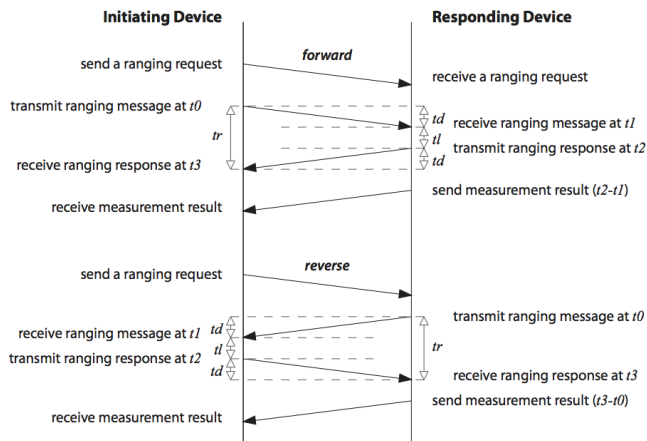 Initiating Device
Responding Device
forward
send a ranging request
receive a ranging request
transmit ranging message at t0
td
receive ranging message at t1
tr
tl
transmit ranging response at t2
receive ranging response at t3
td
send measurement result (t2-t1)
receive measurement result
reverse
send a ranging request
transmit ranging message at t0
receive ranging message at t1
td
tl
tr
transmit ranging response at t2
td
receive ranging response at t3
send measurement result (t3-t0)
receive measurement result